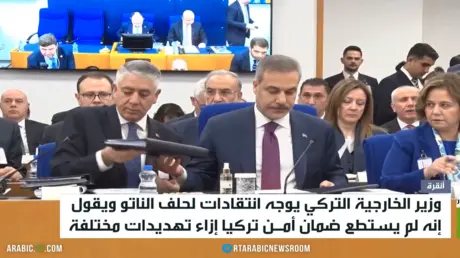 أنقرة
وزير الخارجية التركي يوجه انتقادات لحلف الناتو ويقول
إنه لم يستطع ضمان أمن تركيا إزاء تهديدات مختلفة
ARABIC.
RTARABICNEWSROOM